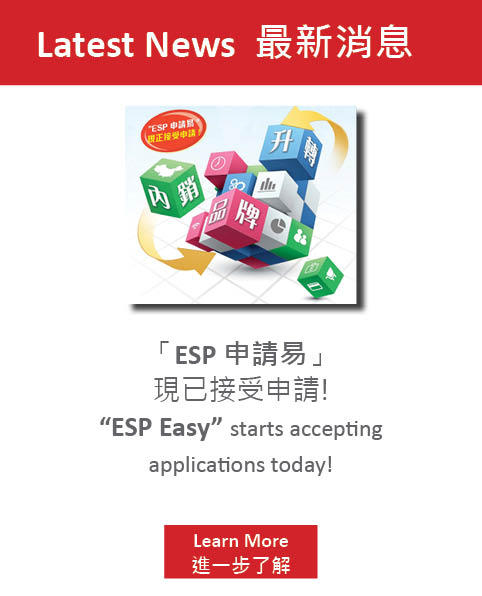 Latest News 最新消息
"ESP 申請易"
現正接受申請
升轉
內銷
品牌
「ESP 申請易」
現已接受申請!
“ESP Easy” starts accepting
applications today!
Learn More
進一步了解